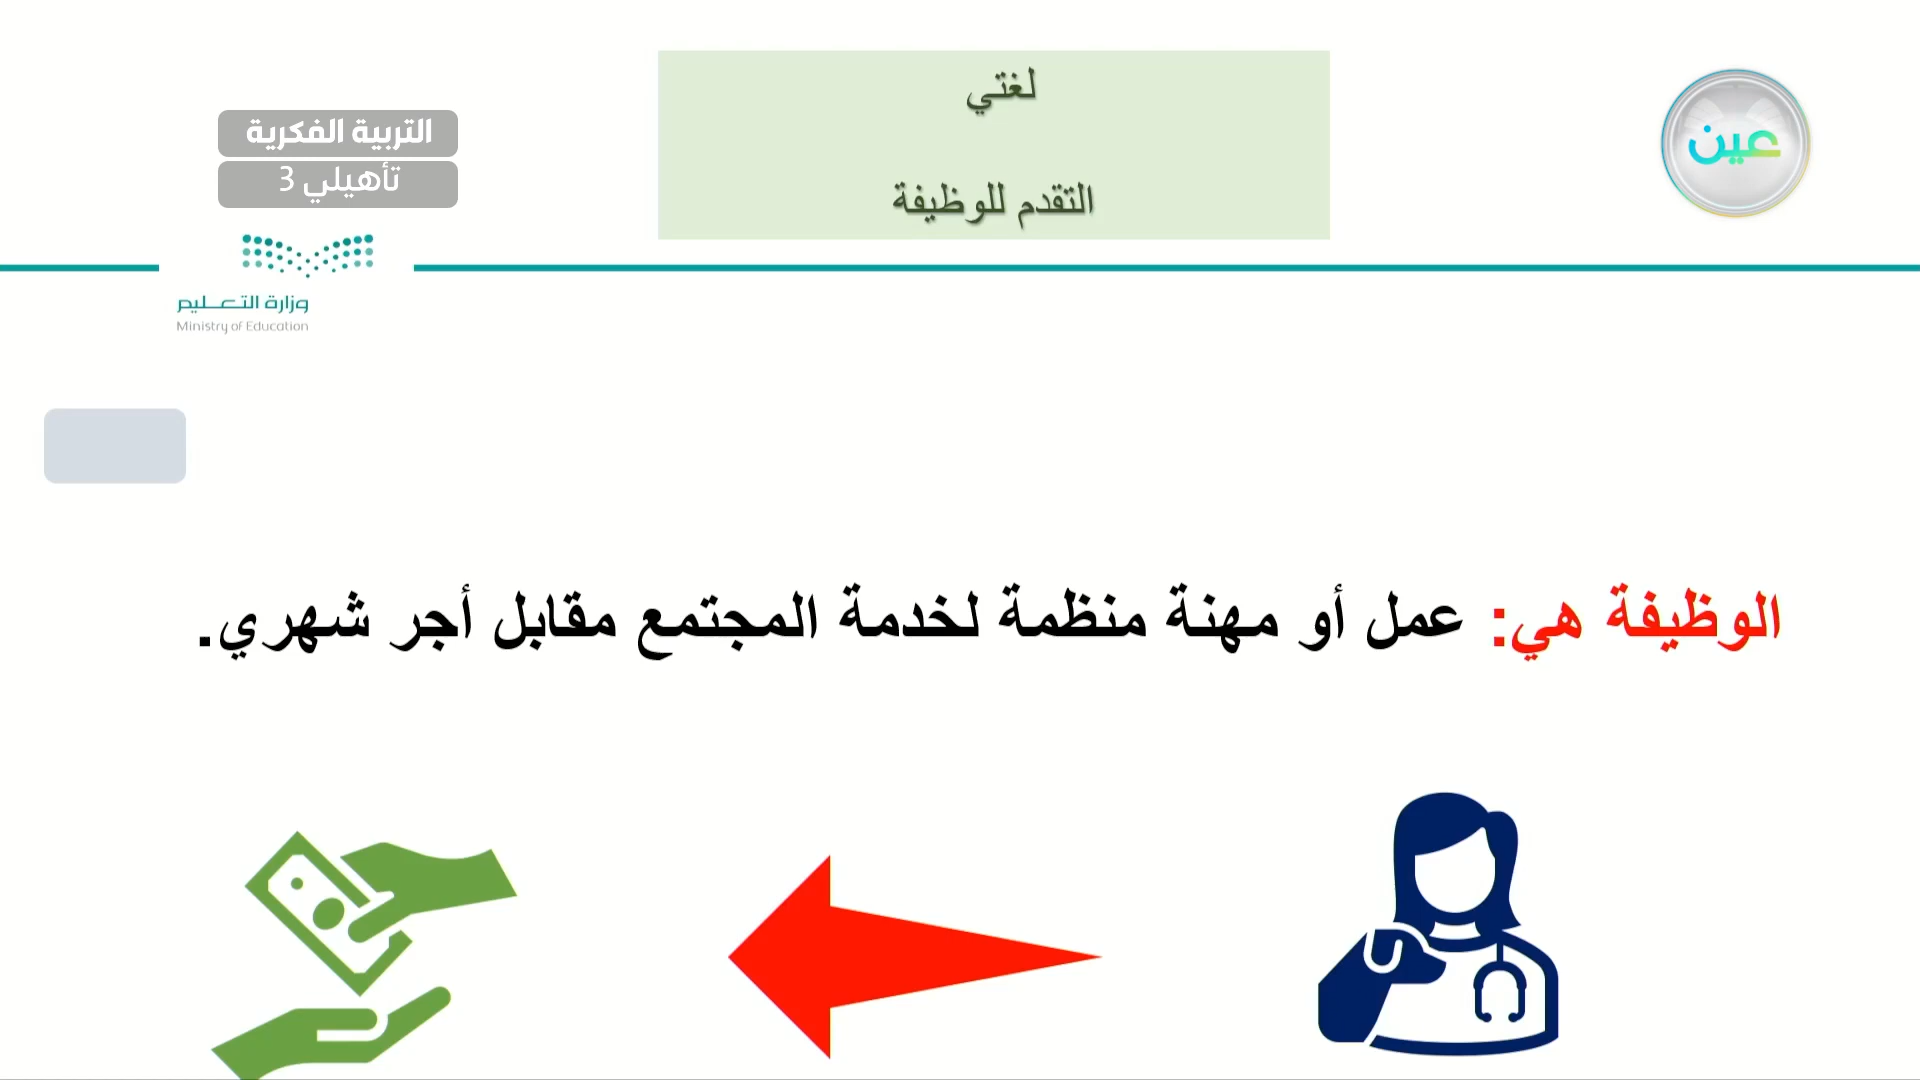 لغتي
التقدم للوظيفة
عين
التربية الفكرية
تأهيلي 3
وزارة التعليم
Ministry of Education
الوظيفة هي: عمل أو مهنة منظمة لخدمة المجتمع مقابل أجر شهري.